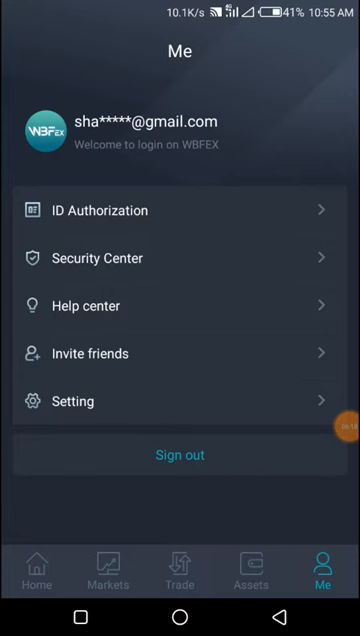 10.1K/s 4G 41% 10:55 AM
Me
WBFEX
sha*****@gmail.com
Welcome to login on WBFEX
ID Authorization
Security Center
Help center
Invite friends
Setting
Sign out
Home Markets Trade Assets Me